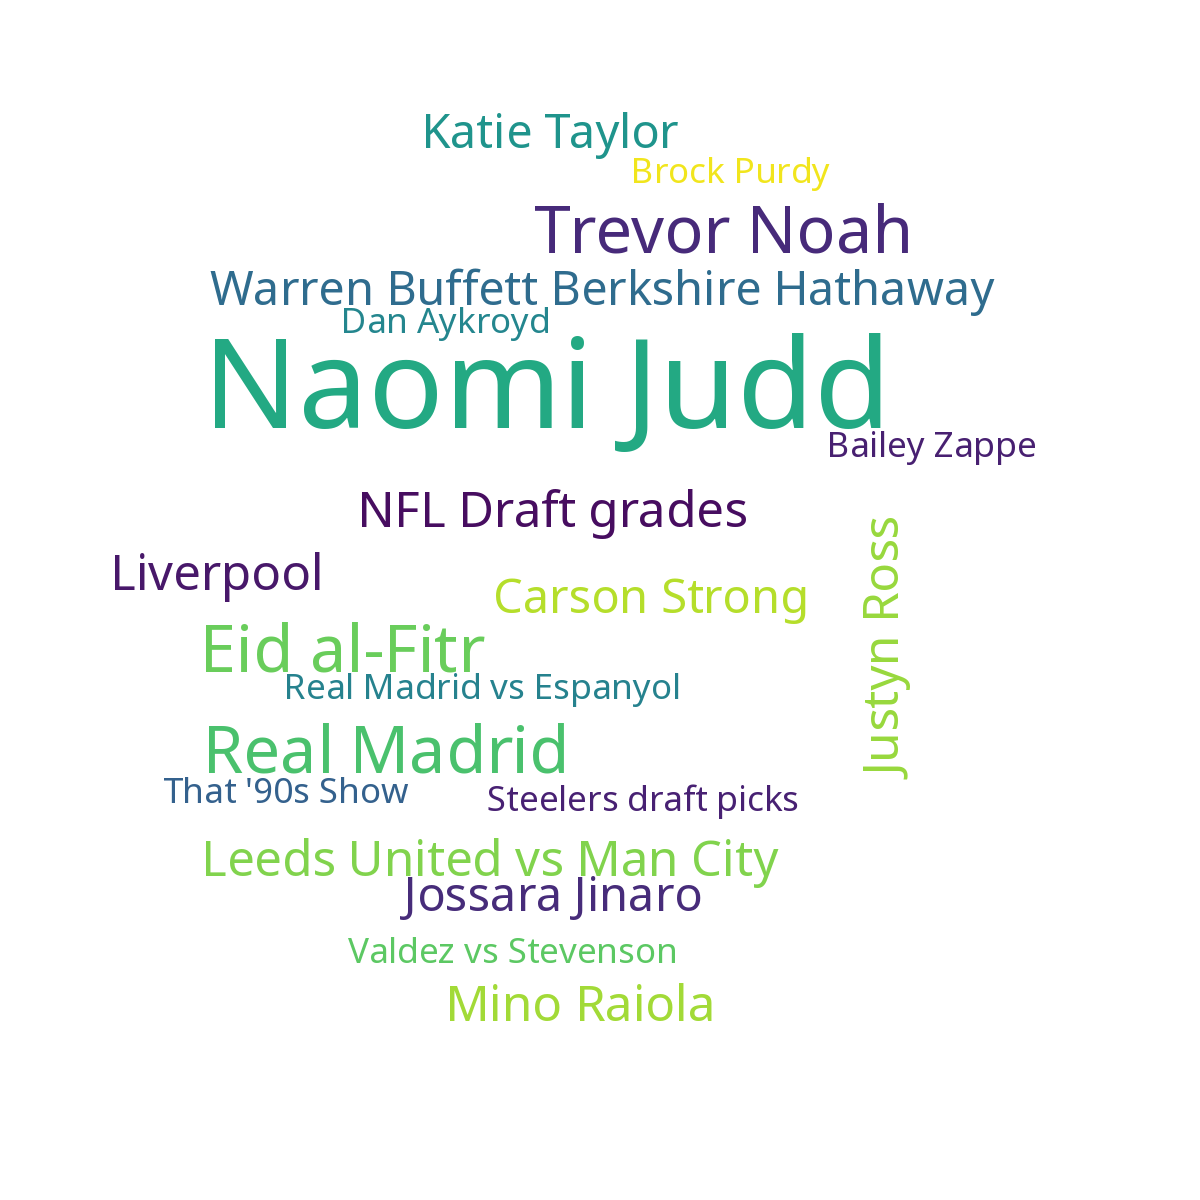 Katie Taylor
Brock Purdy
Trevor Noah
Warren Buffett Berkshire Hathaway
Dan Aykroyd
Naomi Judd
Bailey Zappe
NFL Draft grades
Liverpool
Carson Strong
Justyn Ross
Eid al-Fitr
Real Madrid vs Espanyol
Real Madrid
That '90s Show
Steelers draft picks
Leeds United vs Man City
Jossara Jinaro
Valdez vs Stevenson
Mino Raiola